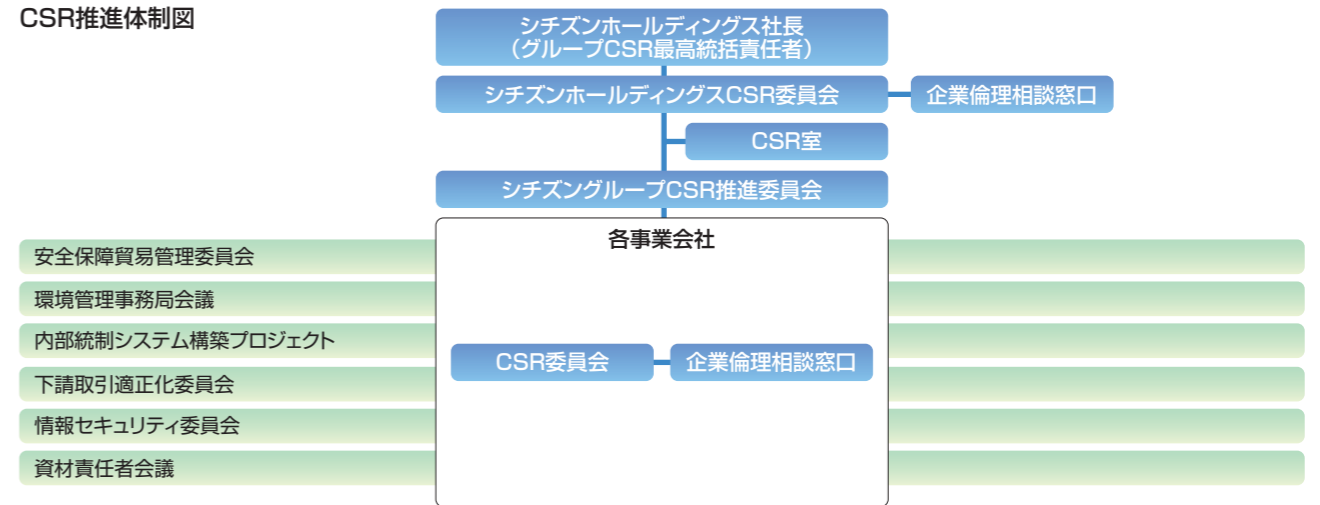 CSR推進体制図
シチズンホールディングス社長
（グループCSR最高統括責任者）
シチズンホールディングスCSR委員会
企業倫理相談窓口
CSR室
シチズングループCSR推進委員会
各事業会社
安全保障貿易管理委員会
環境管理事務局会議
内部統制システム構築プロジェクト
CSR委員会
企業倫理相談窓口
下請取引適正化委員会
情報セキュリティ委員会
資材責任者会議